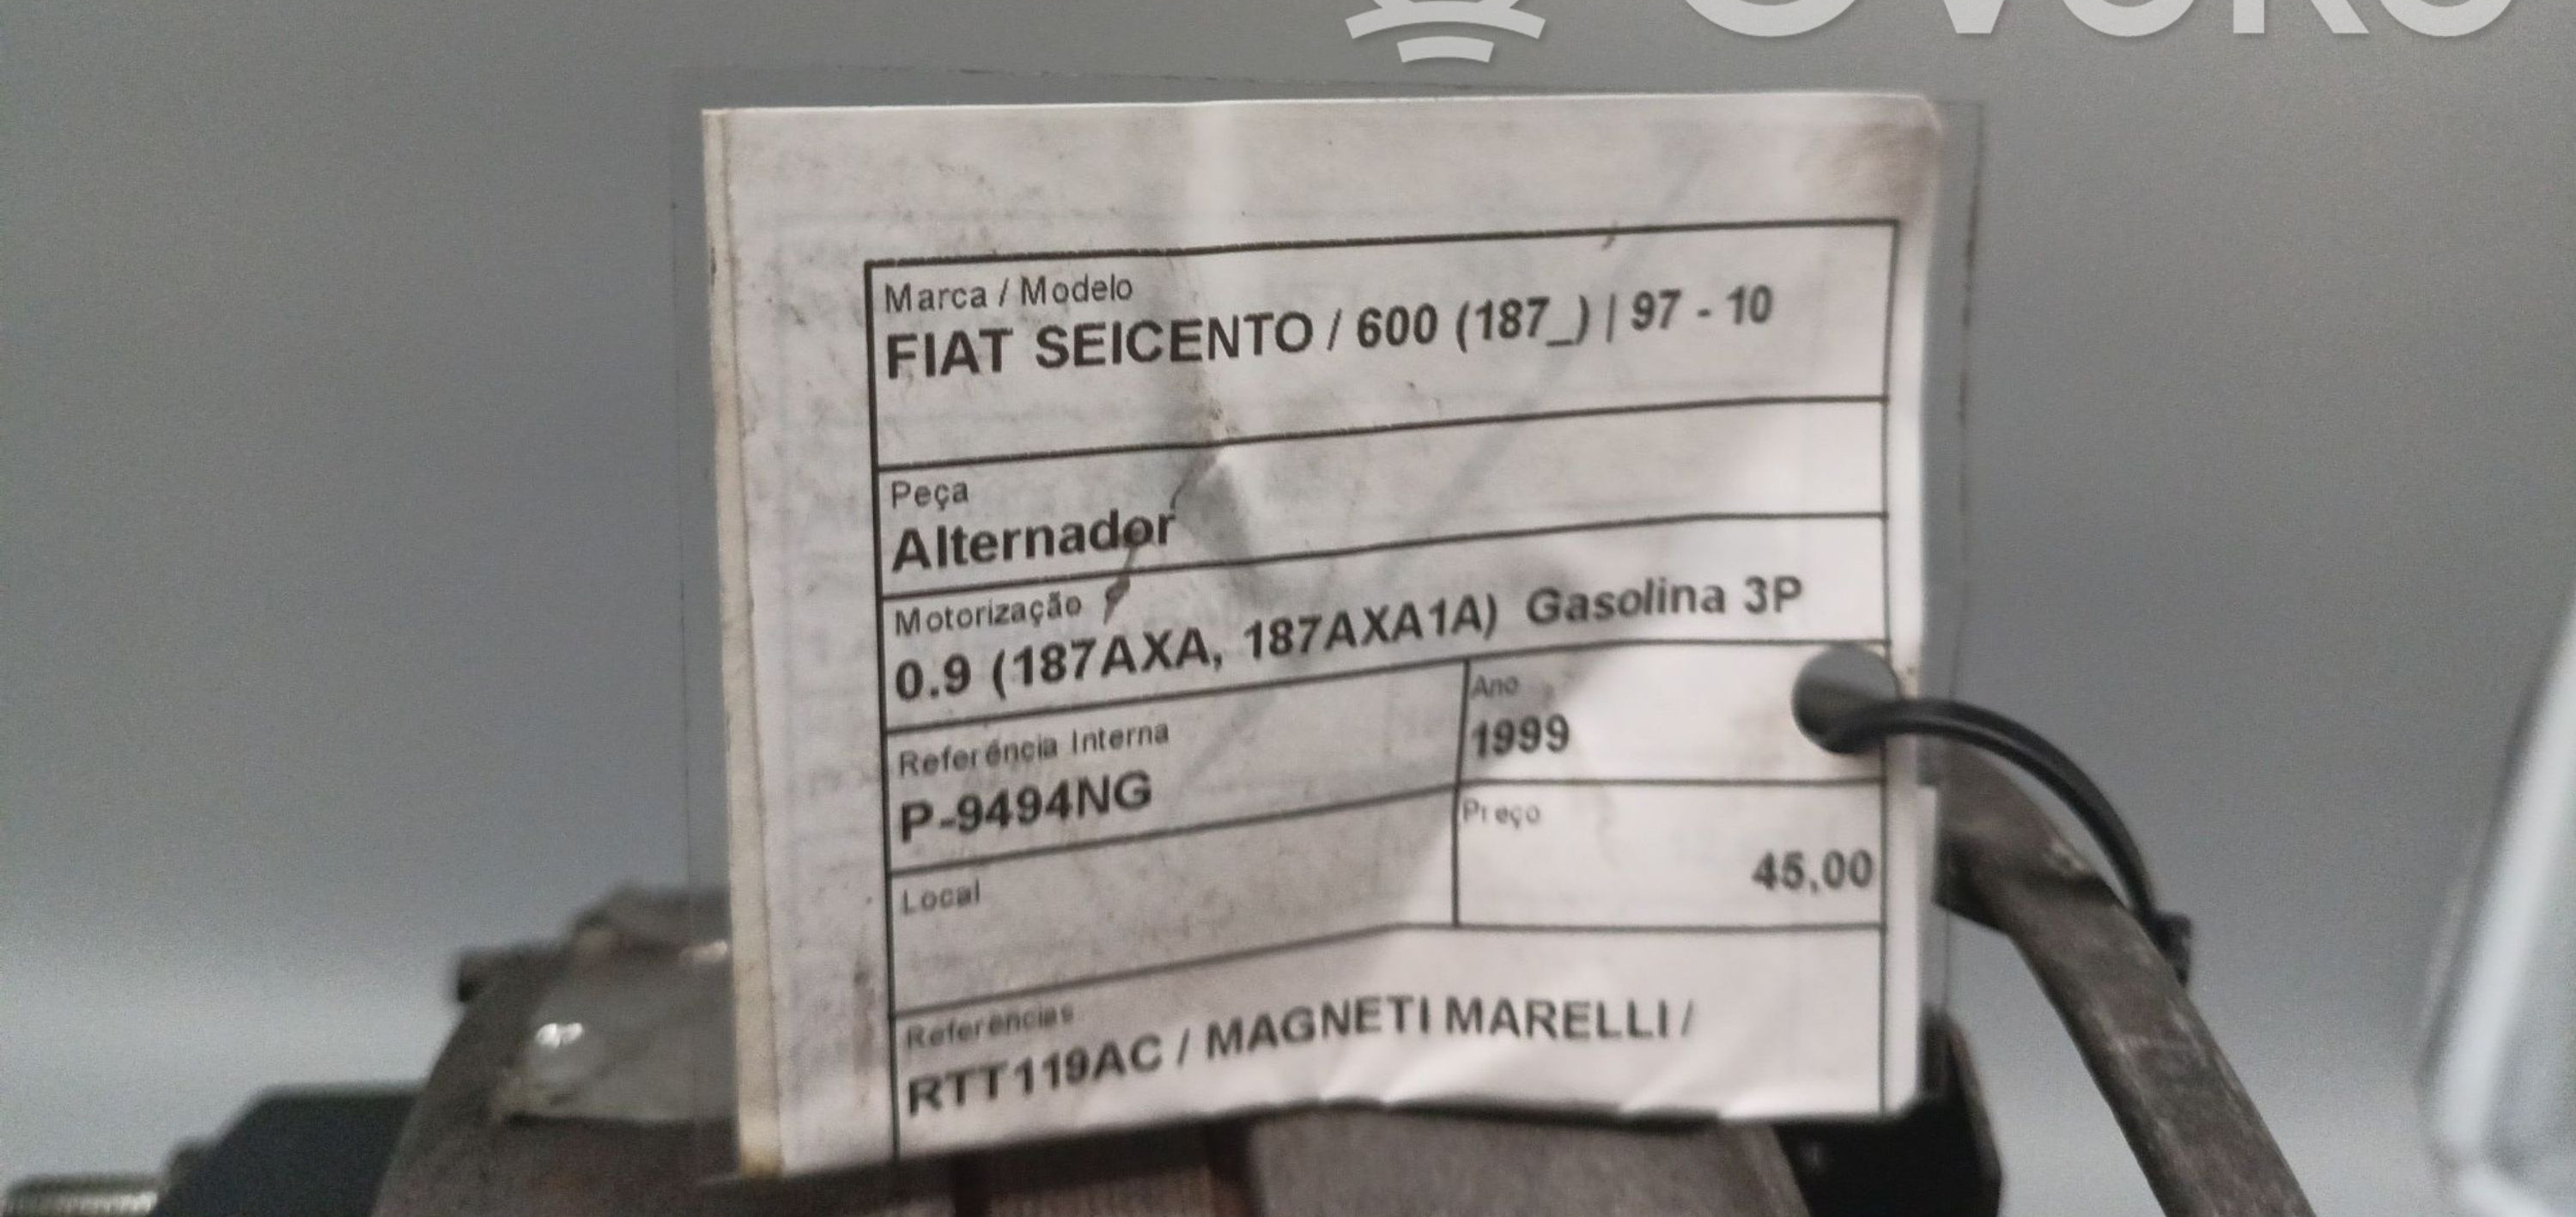 Marca / Modelo
FIAT SEICENTO / 600 (187_) | 97 - 10
Peça
Alternador
Motorização
0.9 (187AXA, 187AXA1A) Gasolina 3P
Referência Interna
P-9494NG
Ano
1999
Local
Preço
45,00
Referências
RTT119AC / MAGNETI MARELLI /